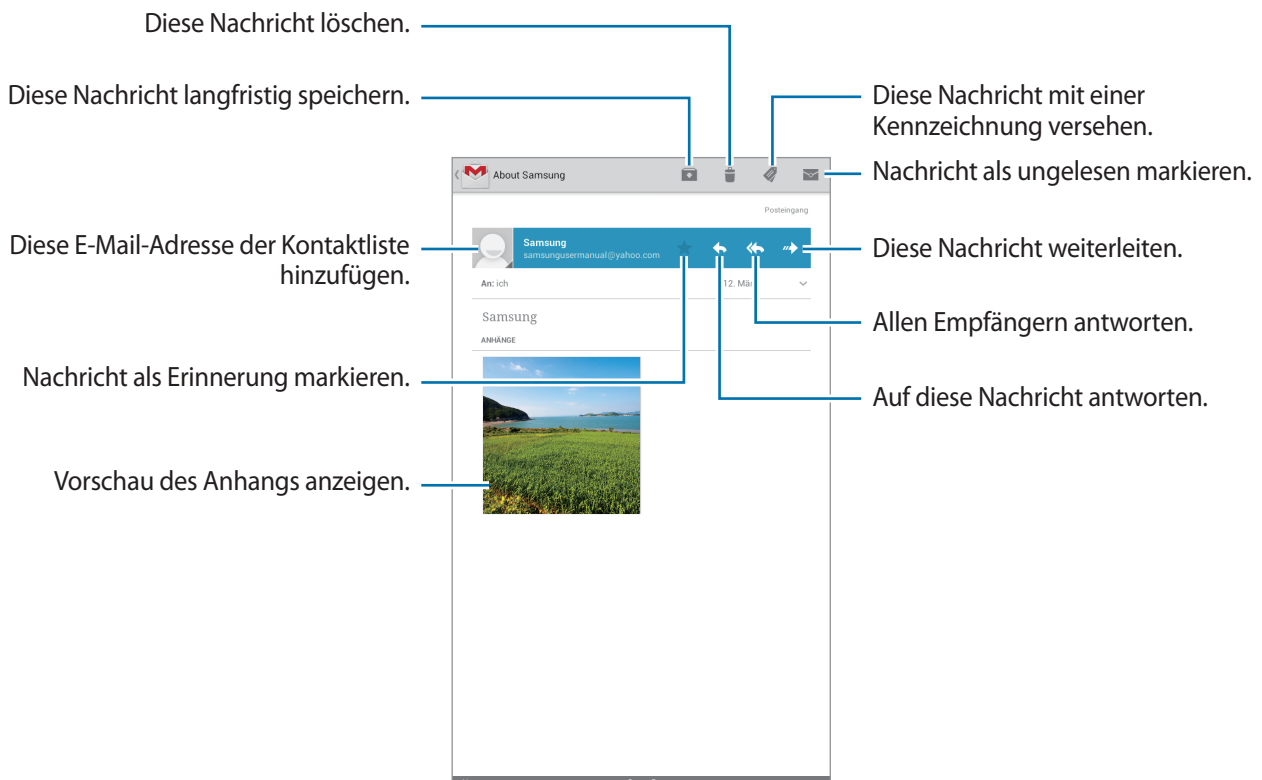 Diese Nachricht löschen.
Diese Nachricht langfristig speichern.
Diese Nachricht mit einer
Kennzeichnung versehen.
About Samsung
Nachricht als ungelesen markieren.
Posteingang
Diese E-Mail-Adresse der Kontaktliste
hinzufügen.
Samsung
samsungusermanual@yahoo.com
Diese Nachricht weiterleiten.
An: ich
12. Mär
Samsung
Allen Empfängern antworten.
ANHÄNGE
Nachricht als Erinnerung markieren.
Auf diese Nachricht antworten.
Vorschau des Anhangs anzeigen.